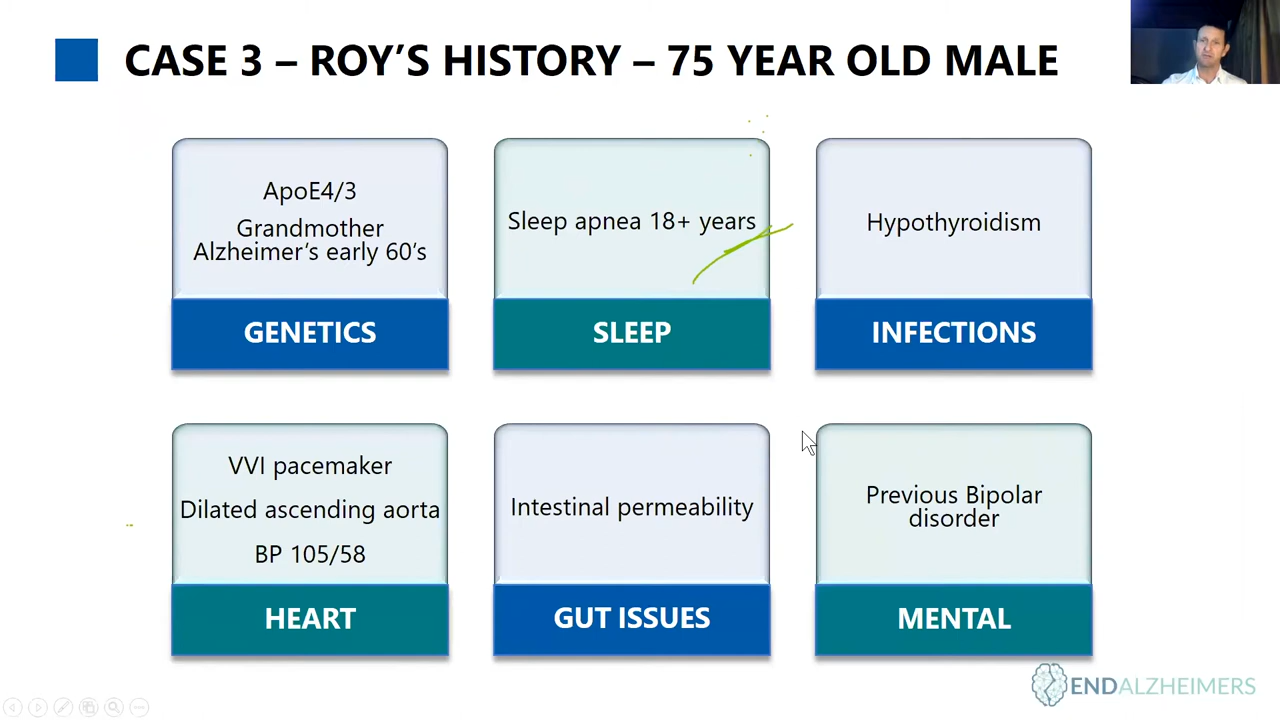 CASE 3 – ROY’S HISTORY – 75 YEAR OLD MALE
ApoE4/3
Grandmother
Alzheimer’s early 60’s
GENETICS
Sleep apnea 18+ years
SLEEP
Hypothyroidism
INFECTIONS
VVI pacemaker
Dilated ascending aorta
BP 105/58
HEART
Intestinal permeability
GUT ISSUES
Previous Bipolar
disorder
MENTAL
ENDALZHEIMERS